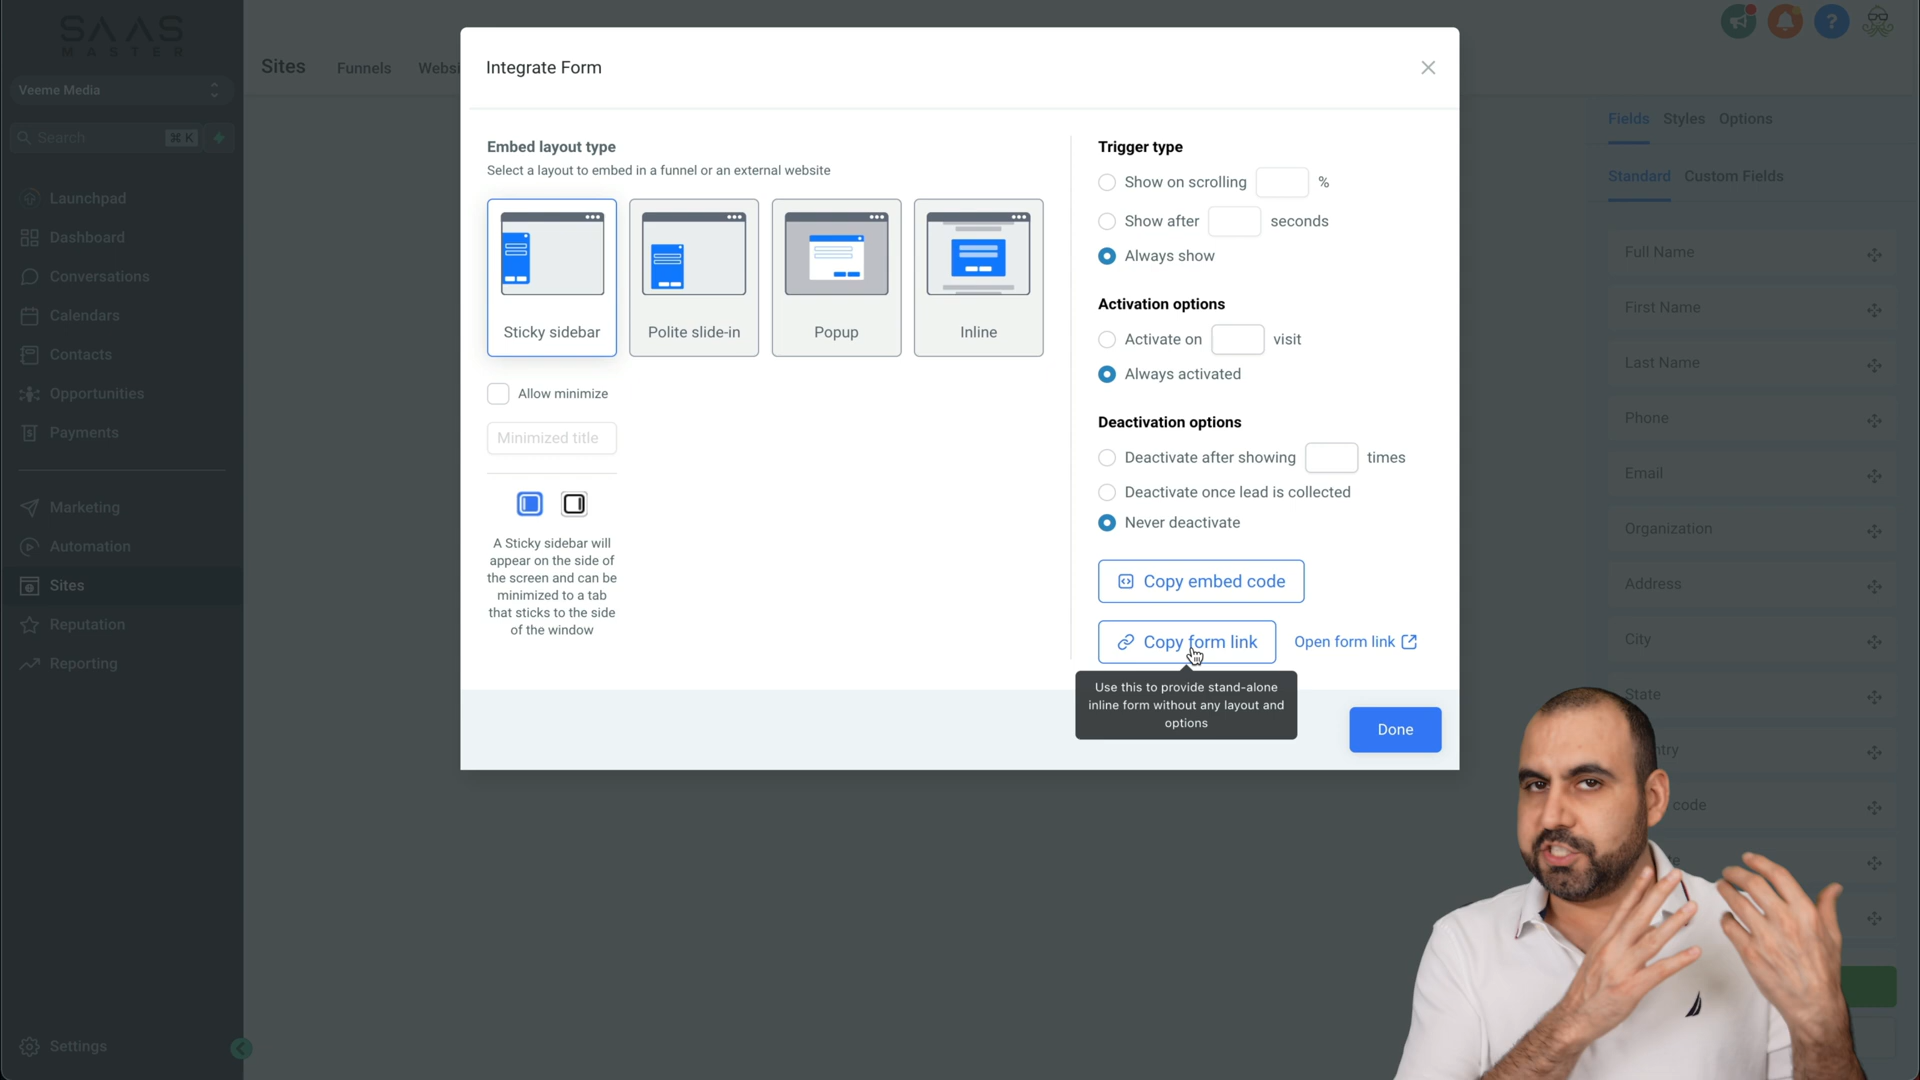 SAAS
MASTER
Veeme Media
Search
⌘ K
Launchpad
Dashboard
Conversations
Calendars
Contacts
Opportunities
Payments
Marketing
Automation
Sites
Reputation
Reporting
Settings
Sites
Funnels
Integrate Form
Embed layout type
Select a layout to embed in a funnel or an external website
Sticky sidebar
Polite slide-in
Popup
Inline
Allow minimize
Minimized title
A Sticky sidebar will
appear on the side of
the screen and can be
minimized to a tab
that sticks to the side
of the window
Trigger type
Show on scrolling %
Show after seconds
Always show
Activation options
Activate on visit
Always activated
Deactivation options
Deactivate after showing times
Deactivate once lead is collected
Never deactivate
Copy embed code
Copy form link
Open form link
Use this to provide stand-alone
inline form without any layout and
options
Done
?
Fields Styles Options
Standard Custom Fields
Full Name
First Name
Last Name
Phone
Email
Organization
Address
City
State
code